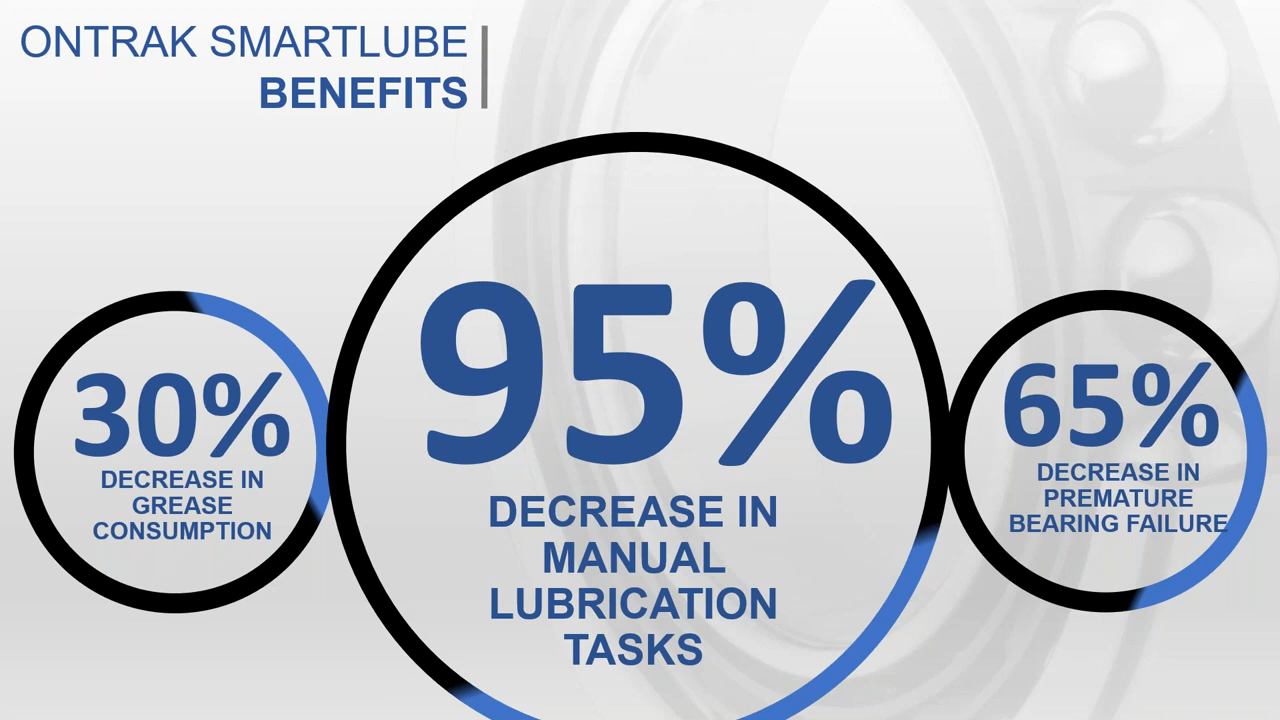 ONTRAK SMARTLUBE
BENEFITS
30%
DECREASE IN
GREASE
CONSUMPTION
95%
DECREASE IN
MANUAL
LUBRICATION
TASKS
65%
DECREASE IN
PREMATURE
BEARING FAILURE